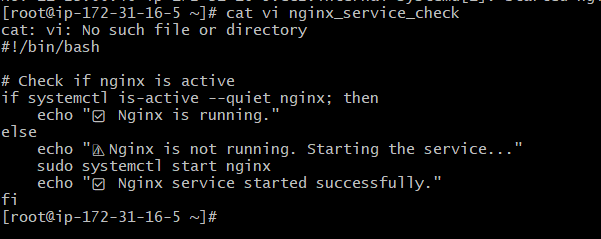 [root@ip-172-31-16-5 ~]# cat vi nginx_service_check
cat: vi: No such file or directory
#!/bin/bash

# Check if nginx is active
if systemctl is-active --quiet nginx; then
    echo "☑ Nginx is running."
else
    echo "⚠Nginx is not running. Starting the service..."
    sudo systemctl start nginx
    echo "☑ Nginx service started successfully."
fi
[root@ip-172-31-16-5 ~]#